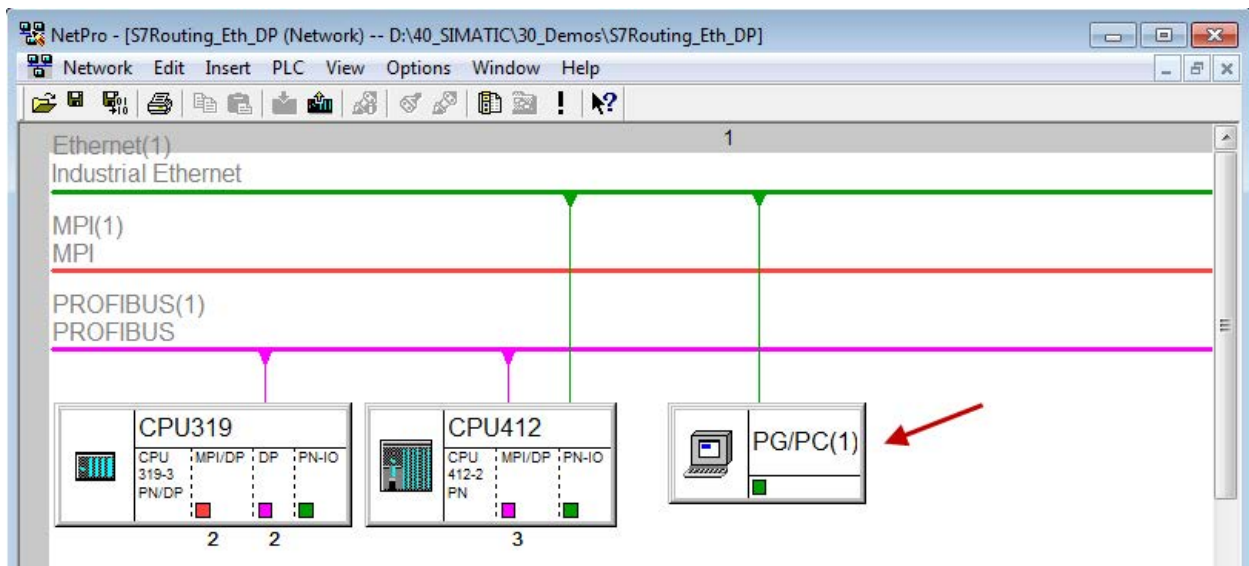 NetPro - [S7Routing_Eth_DP (Network) -- D:\40_SIMATIC\30_Demos\S7Routing_Eth_DP]
Network Edit Insert PLC View Options Window Help
1
Ethernet(1)
Industrial Ethernet
MPI(1)
MPI
PROFIBUS(1)
PROFIBUS
CPU319
CPU 319-3 PN/DP
MPI/DP
DP
PN-IO
2 2
CPU412
CPU 412-2 PN
MPI/DP
PN-IO
3
PG/PC(1)